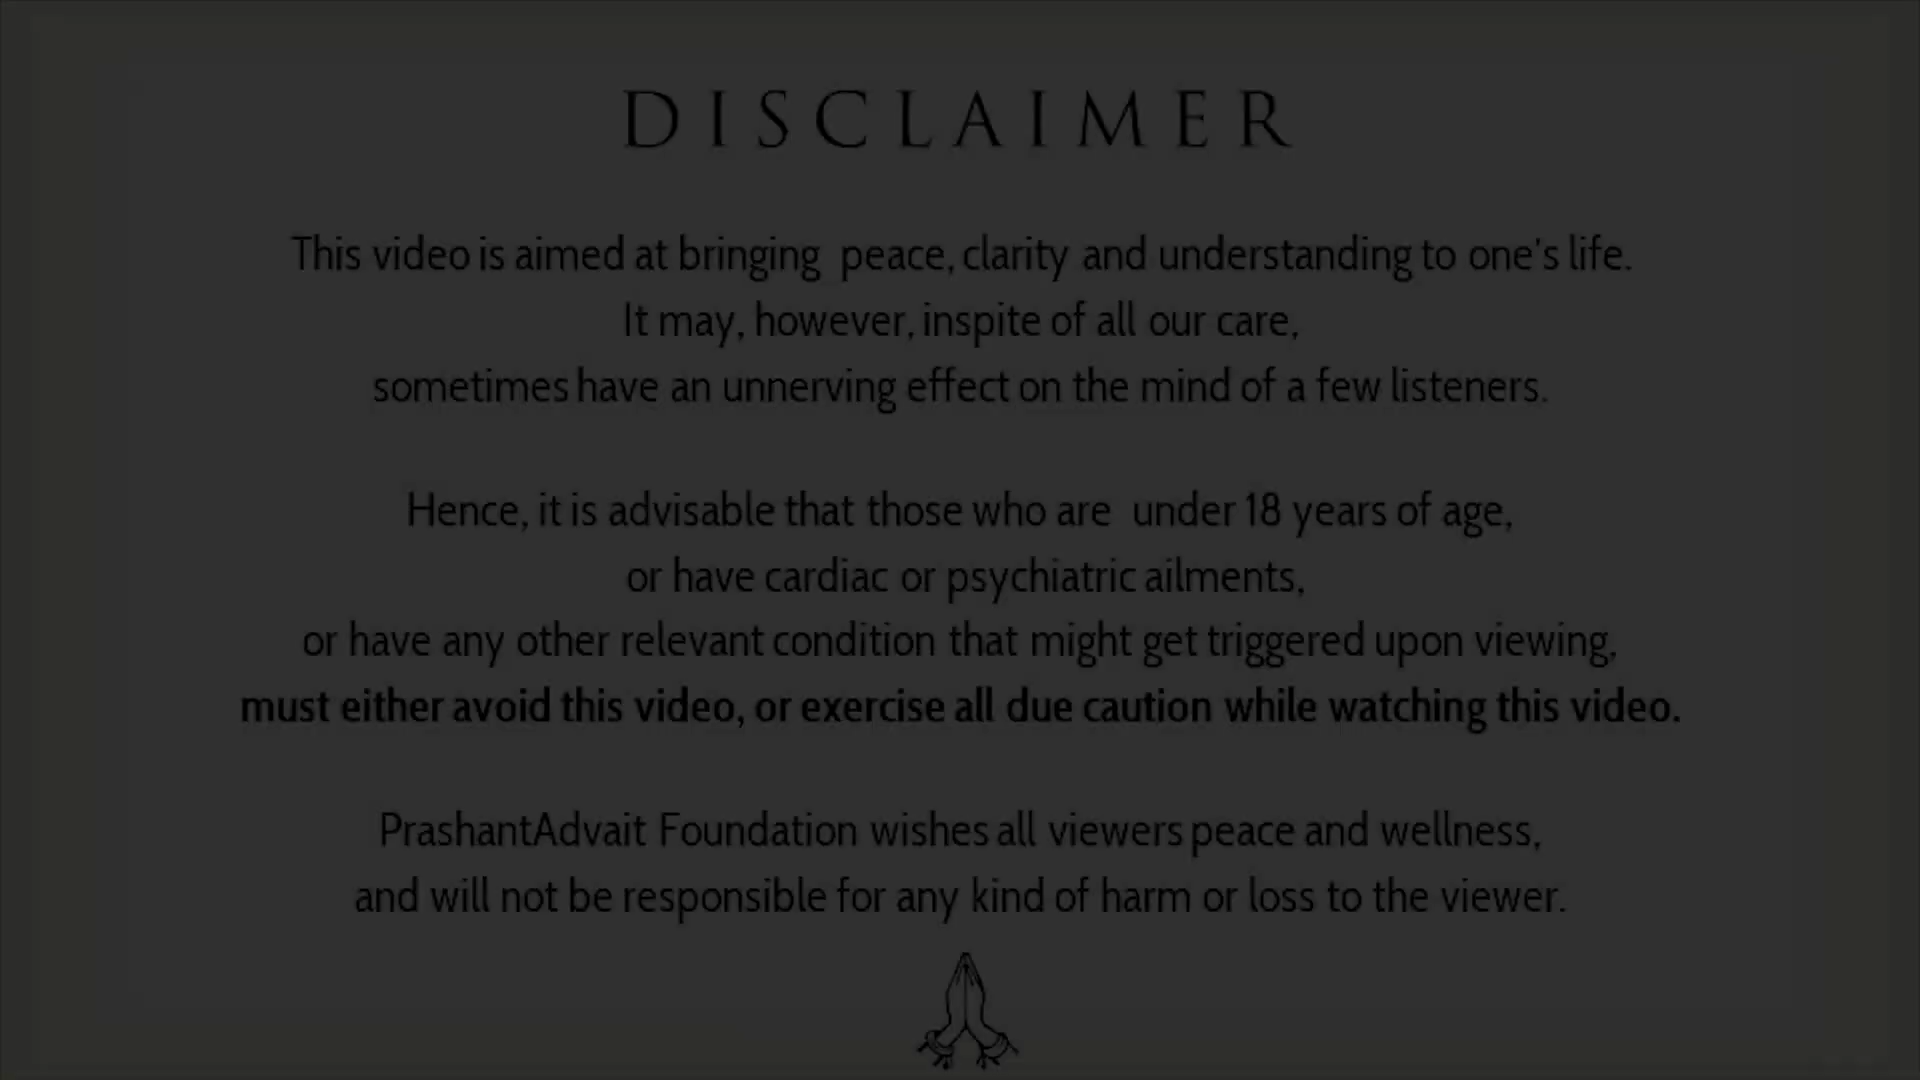 DISCLAIMER
This video is aimed at bringing peace, clarity and understanding to one's life.
It may, however, inspite of all our care,
sometimes have an unnerving effect on the mind of a few listeners.
Hence, it is advisable that those who are under 18 years of age,
or have cardiac or psychiatric ailments,
or have any other relevant condition that might get triggered upon viewing,
must either avoid this video, or exercise all due caution while watching this video.
PrashantAdvait Foundation wishes all viewers peace and wellness,
and will not be responsible for any kind of harm or loss to the viewer.